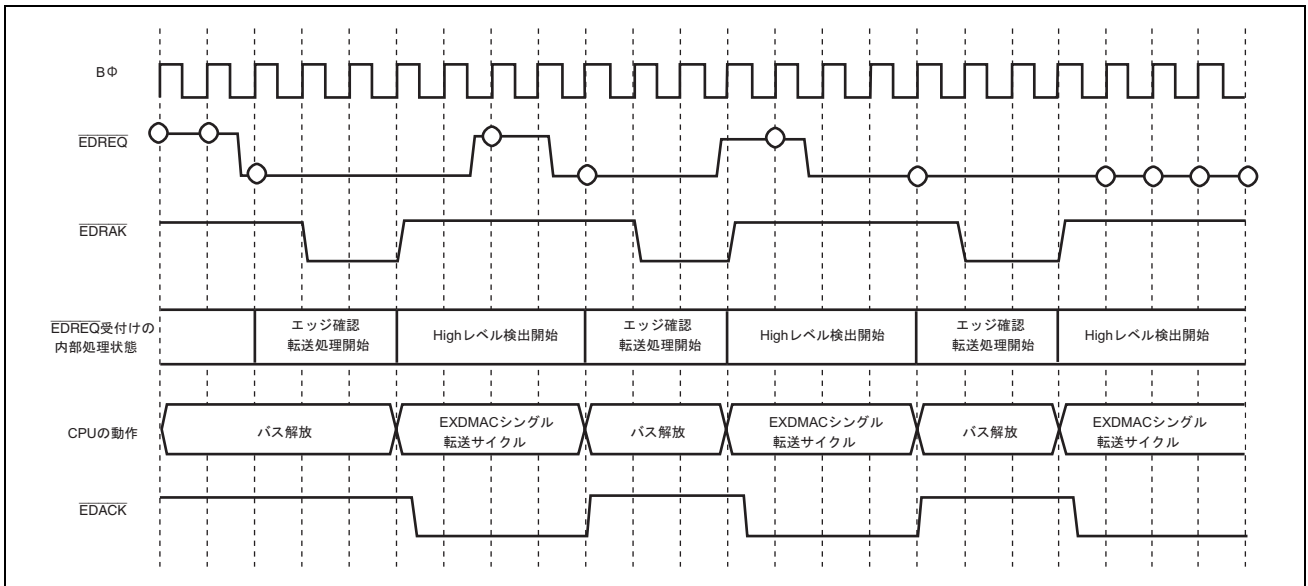 BΦ
EDREQ
EDRAK
EDREQ受付けの
内部処理状態
エッジ確認
転送処理開始
Highレベル検出開始
エッジ確認
転送処理開始
Highレベル検出開始
エッジ確認
転送処理開始
Highレベル検出開始
CPUの動作
バス解放
EXDMACシングル
転送サイクル
バス解放
EXDMACシングル
転送サイクル
バス解放
EXDMACシングル
転送サイクル
EDACK